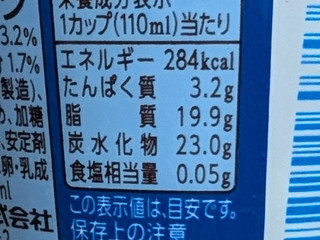 栄養成分表示
1カップ(110ml)当たり
エネルギー 284kcal
たんぱく質 3.2g
脂質 19.9g
炭水化物 23.0g
食塩相当量 0.05g
この表示値は、目安です。
保存上の注意
3.2%
1.7%
製造)、
、加糖
、安定剤
卵・乳成
ml
式会社
-2